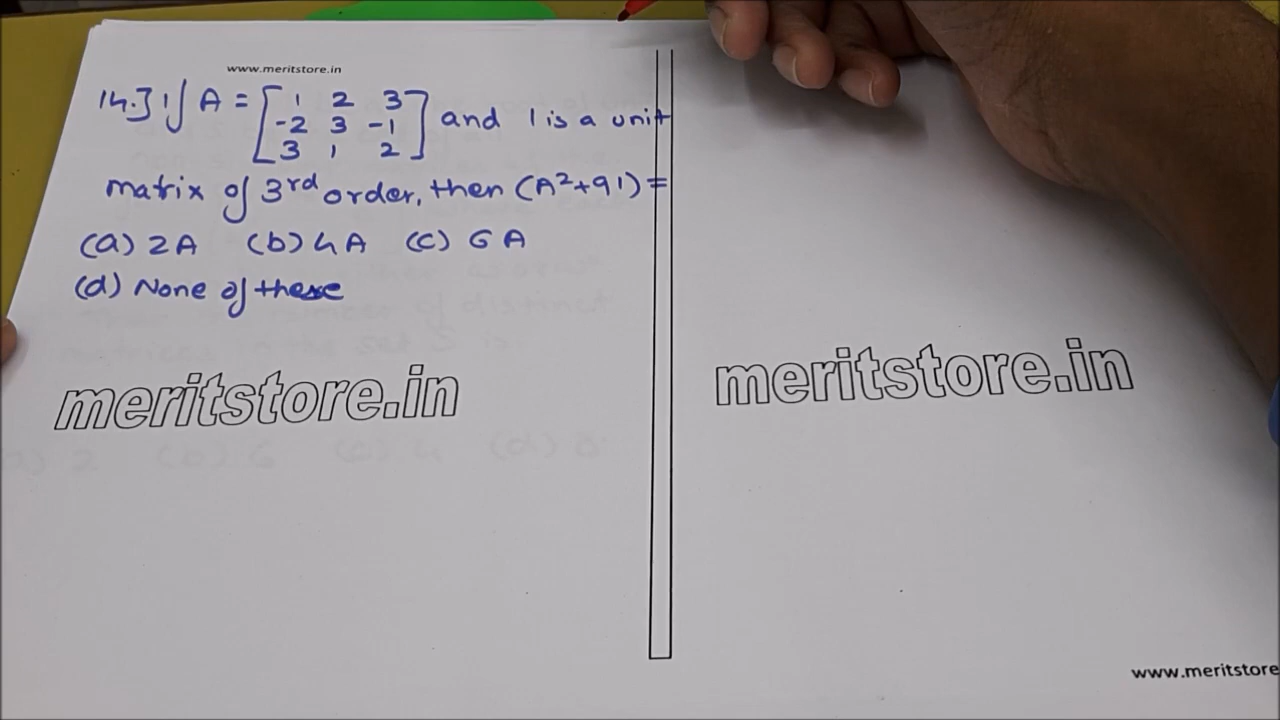 www.meritstore.in
14.] If A = [ 1 2 3
-2 3 -1
3 1 2 ] and I is a unit
matrix of 3rd order, then (A²+9I) =
(a) 2A (b) 4A (c) 6A
(d) None of these
meritstore.in
meritstore.in
www.meritstore